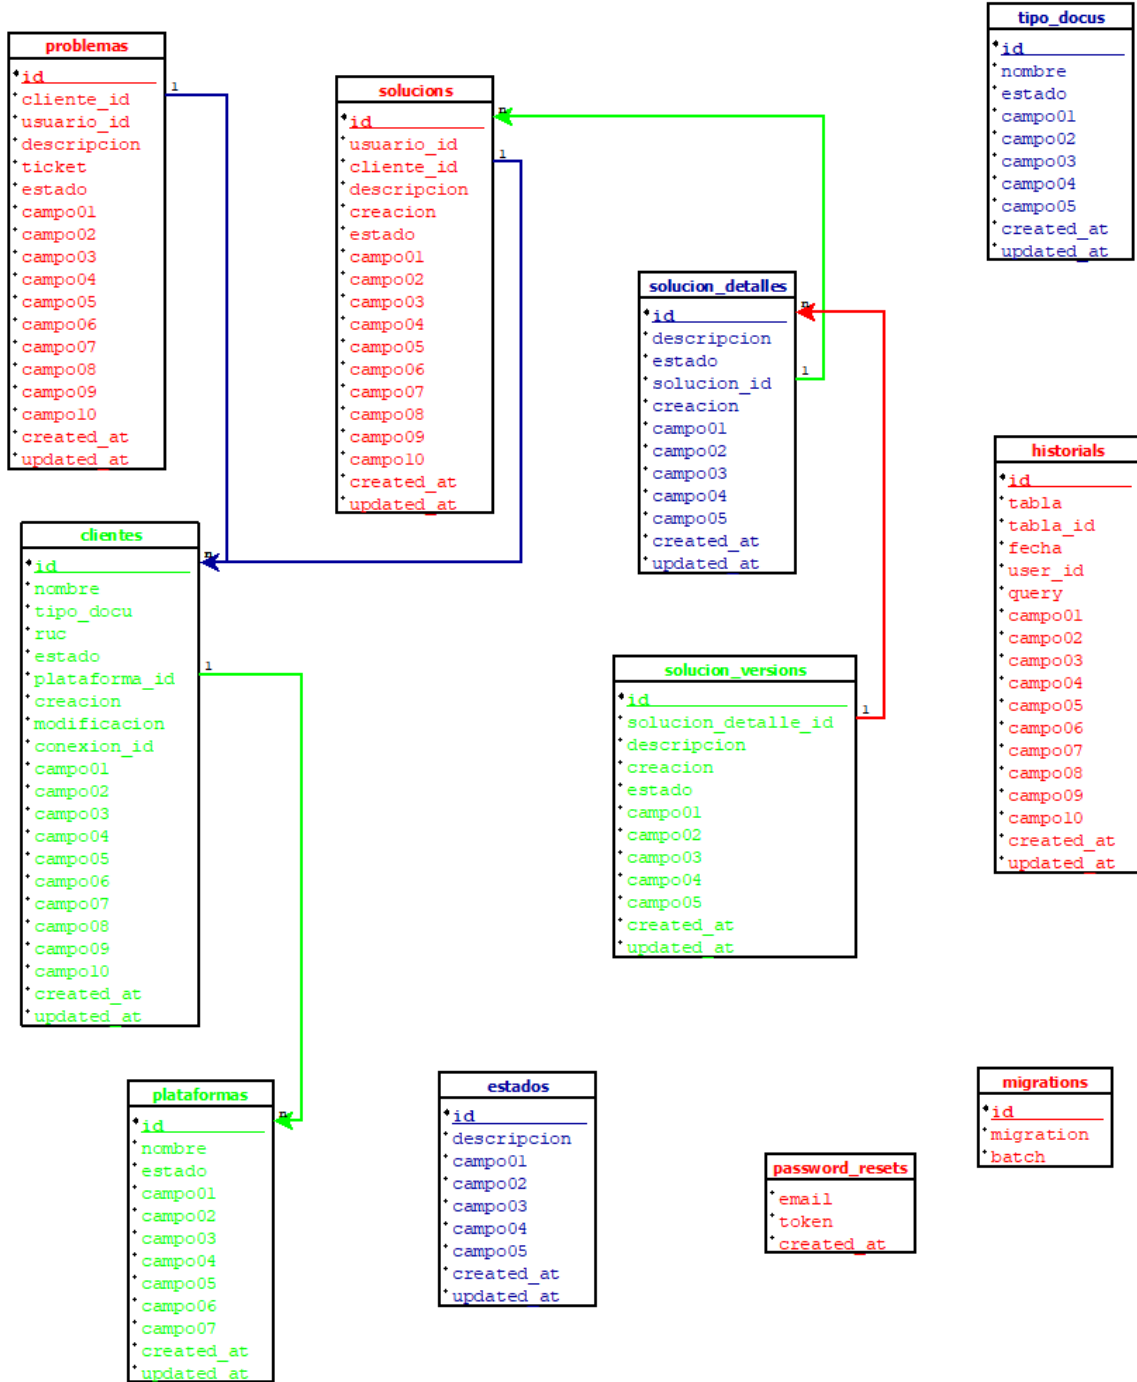 problemas
id
cliente_id
usuario_id
descripcion
ticket
estado
campo01
campo02
campo03
campo04
campo05
campo06
campo07
campo08
campo09
campo10
created_at
updated_at
1
solucions
id
usuario_id
cliente_id
descripcion
creacion
estado
campo01
campo02
campo03
campo04
campo05
campo06
campo07
campo08
campo09
campo10
created_at
updated_at
n
1
tipo_docus
id
nombre
estado
campo01
campo02
campo03
campo04
campo05
created_at
updated_at
solucion_detalles
id
descripcion
estado
solucion_id
creacion
campo01
campo02
campo03
campo04
campo05
created_at
updated_at
n
1
historials
id
tabla
tabla_id
fecha
user_id
query
campo01
campo02
campo03
campo04
campo05
campo06
campo07
campo08
campo09
campo10
created_at
updated_at
clientes
id
nombre
tipo_docu
ruc
estado
plataforma_id
creacion
modificacion
conexion_id
campo01
campo02
campo03
campo04
campo05
campo06
campo07
campo08
campo09
campo10
created_at
updated_at
n
1
solucion_versions
id
solucion_detalle_id
descripcion
creacion
estado
campo01
campo02
campo03
campo04
campo05
created_at
updated_at
1
plataformas
id
nombre
estado
campo01
campo02
campo03
campo04
campo05
campo06
campo07
created_at
updated_at
n
estados
id
descripcion
campo01
campo02
campo03
campo04
campo05
created_at
updated_at
password_resets
email
token
created_at
migrations
id
migration
batch